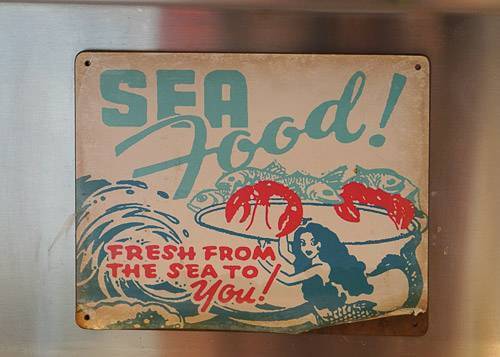 SEA
Food!
FRESH FROM
THE SEA TO
You!